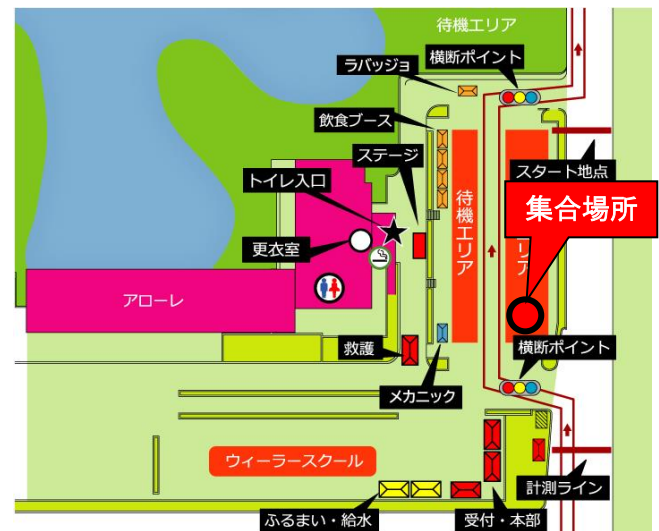 待機エリア
横断ポイント
ラバッジョ
飲食ブース
ステージ
スタート地点
トイレ入口
集合場所
待機エリア
エリア
更衣室
アローレ
救護
横断ポイント
メカニック
ウィーラースクール
計測ライン
ふるまい・給水
受付・本部